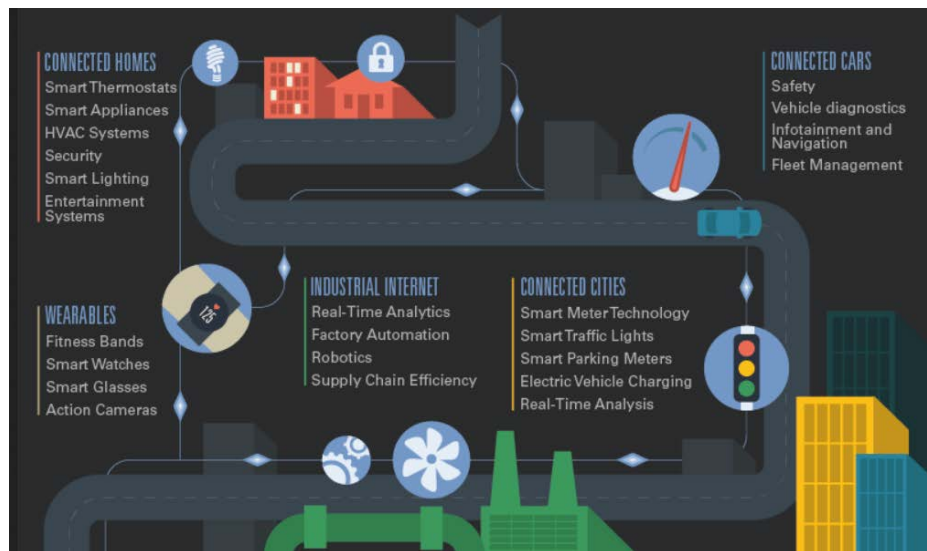 CONNECTED HOMES
Smart Thermostats
Smart Appliances
HVAC Systems
Security
Smart Lighting
Entertainment
Systems
CONNECTED CARS
Safety
Vehicle diagnostics
Infotainment and
Navigation
Fleet Management
WEARABLES
Fitness Bands
Smart Watches
Smart Glasses
Action Cameras
125
INDUSTRIAL INTERNET
Real-Time Analytics
Factory Automation
Robotics
Supply Chain Efficiency
CONNECTED CITIES
Smart Meter Technology
Smart Traffic Lights
Smart Parking Meters
Electric Vehicle Charging
Real-Time Analysis